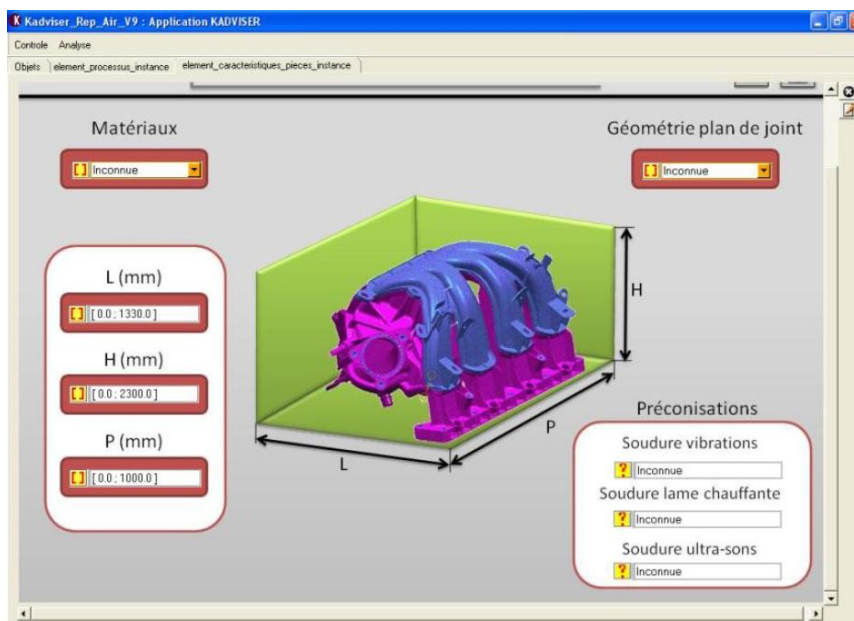 Kadviser_Rep_Air_V9 : Application KADVISER
Controle Analyse
Objets element_processus_instance element_caracteristiques_pieces_instance
Matériaux
Inconnue
Géométrie plan de joint
Inconnue
L (mm)
[ 0.0 ; 1330.0 ]
H (mm)
[ 0.0 ; 2300.0 ]
P (mm)
[ 0.0 ; 1000.0 ]
H
P
L
Préconisations
Soudure vibrations
? Inconnue
Soudure lame chauffante
? Inconnue
Soudure ultra-sons
? Inconnue